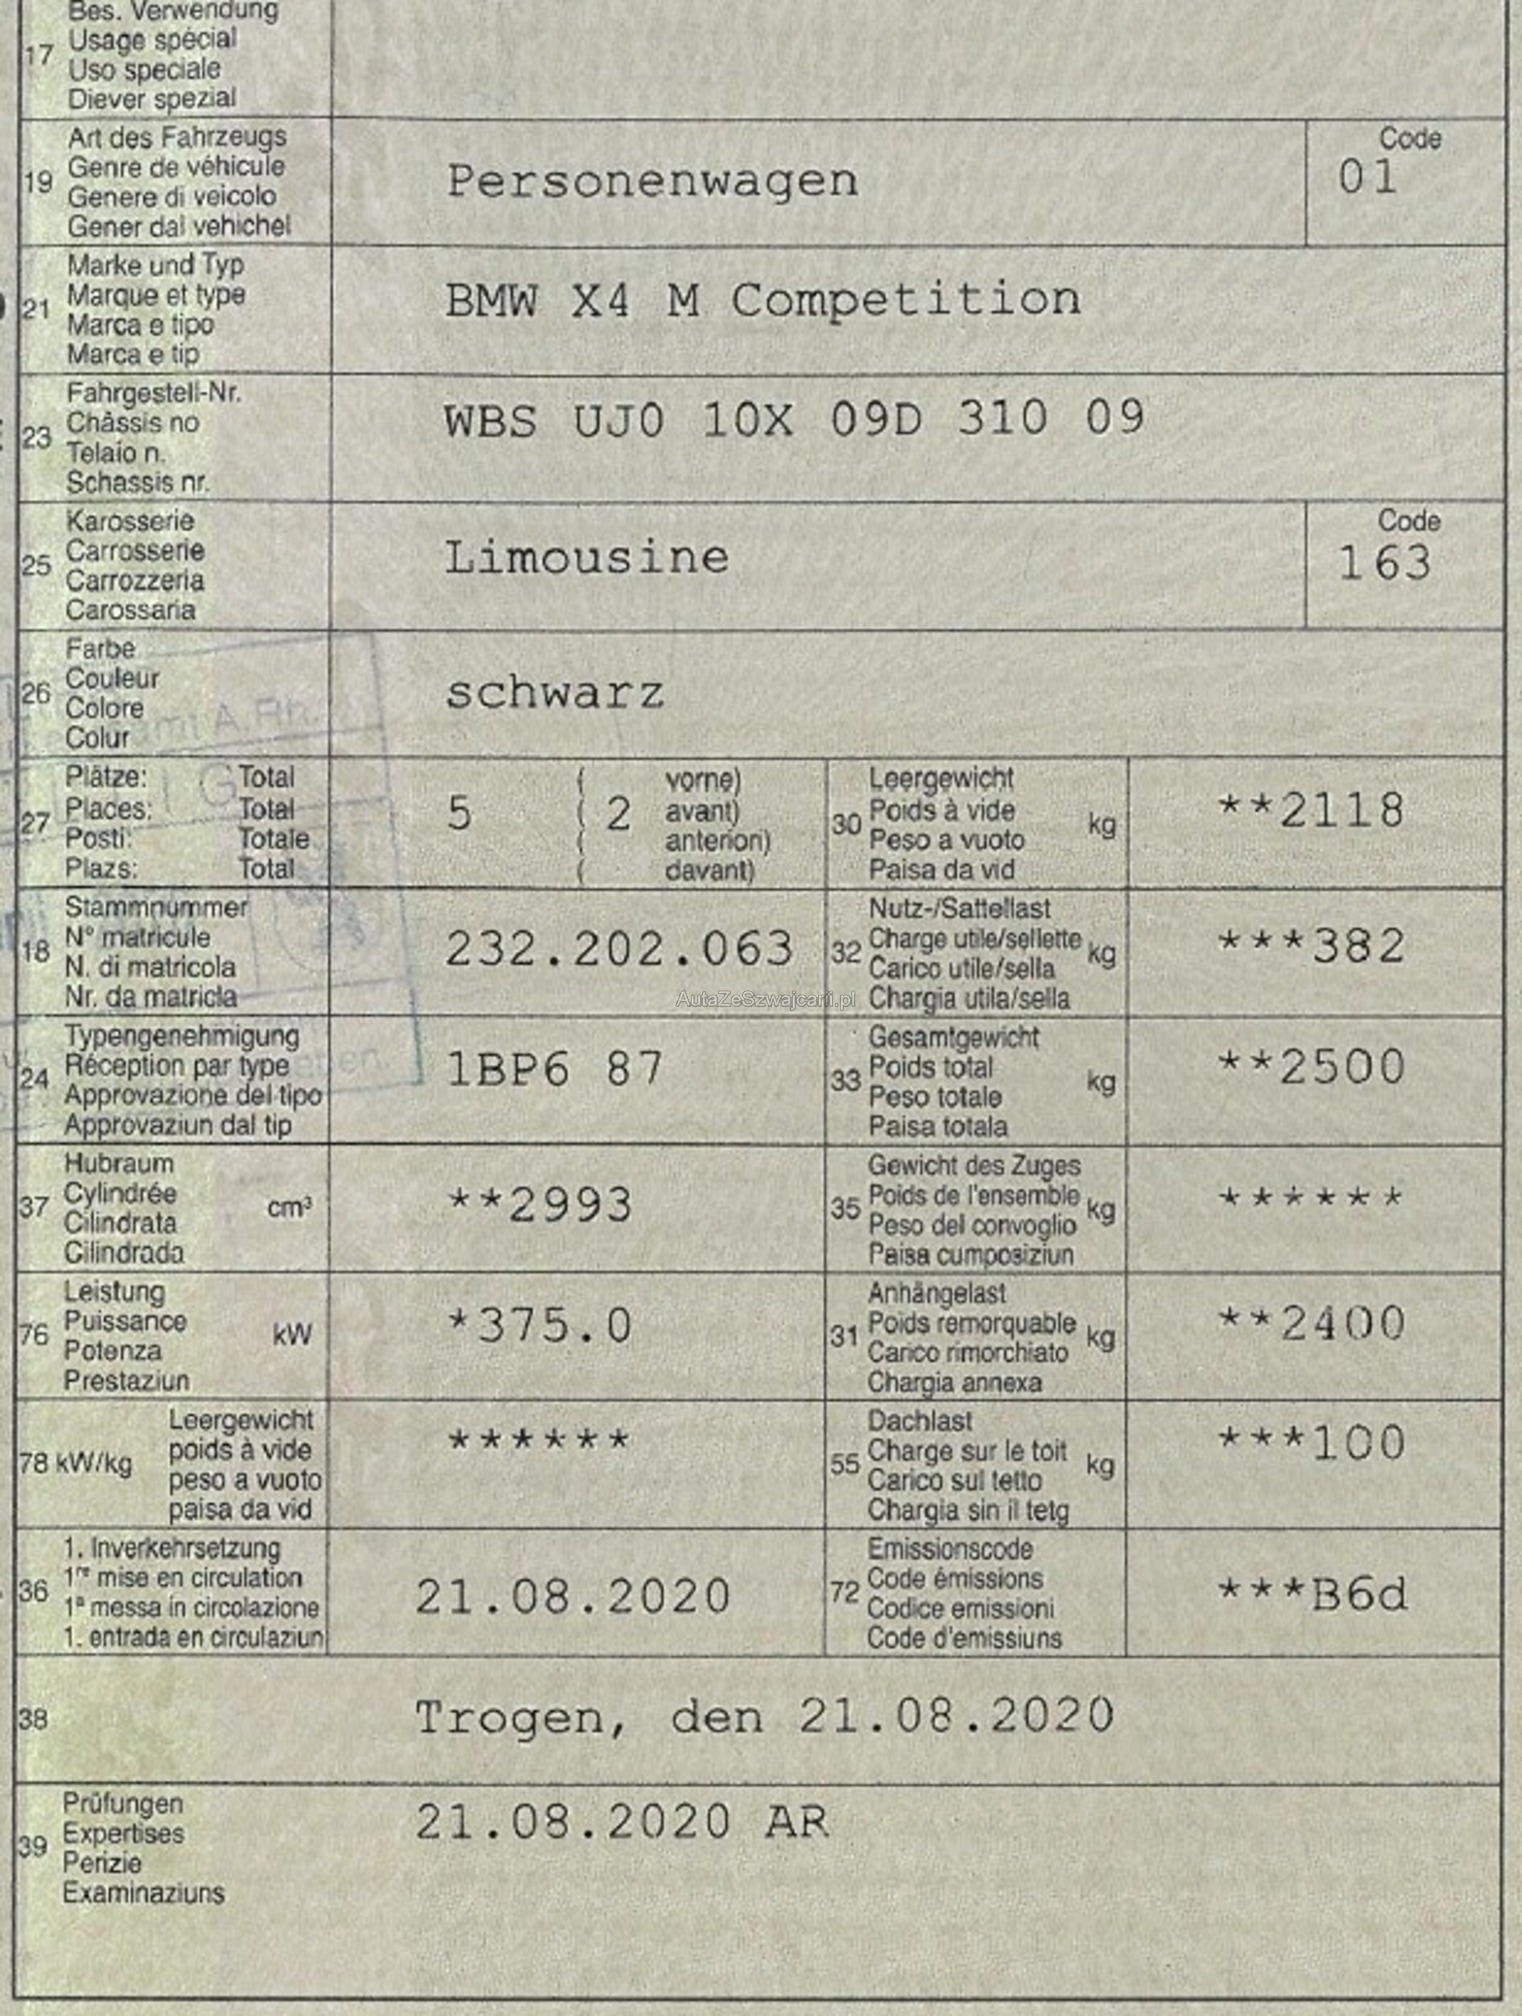 Bes. Verwendung
17 Usage spécial
Uso speciale
Diever spezial
Art des Fahrzeugs
19 Genre de véhicule
Genere di veicolo
Gener dal vehichel
Personenwagen
Code
01
Marke und Typ
21 Marque et type
Marca e tipo
Marca e tip
BMW X4 M Competition
Fahrgestell-Nr.
23 Châssis no
Telaio n.
Schassis nr.
WBS UJ0 10X 09D 310 09
Karosserie
25 Carrosserie
Carrozzeria
Carossaria
Limousine
Code
163
Farbe
26 Couleur
Colore
Colur
schwarz
Plätze: Total
27 Places: Total
Posti: Totale
Plazs: Total
5 ( 2 vorne)
( avant)
( anteriori)
( davant)
Leergewicht
30 Poids à vide kg
Peso a vuoto
Paisa da vid
**2118
Stammnummer
18 N° matricule
N. di matricola
Nr. da matricla
232.202.063
Nutz-/Sattellast
32 Charge utile/sellette kg
Carico utile/sella
Chargia utila/sella
***382
AutaZeSzwajcarii.pl
Typengenehmigung
24 Réception par type
Approvazione del tipo
Approvaziun dal tip
1BP6 87
Gesamtgewicht
33 Poids total kg
Peso totale
Paisa totala
**2500
Hubraum
37 Cylindrée cm³
Cilindrata
Cilindrada
**2993
Gewicht des Zuges
35 Poids de l'ensemble kg
Peso del convoglio
Paisa cumposiziun
******
Leistung
76 Puissance kW
Potenza
Prestaziun
*375.0
Anhängelast
31 Poids remorquable kg
Carico rimorchiato
Chargia annexa
**2400
Leergewicht
78 kW/kg poids à vide
peso a vuoto
paisa da vid
******
Dachlast
55 Charge sur le toit kg
Carico sul tetto
Chargia sin il tetg
***100
1. Inverkehrsetzung
36 1re mise en circulation
1a messa in circolazione
1. entrada en circulaziun
21.08.2020
Emissionscode
72 Code émissions
Codice emissioni
Code d'emissiuns
***B6d
38 Trogen, den 21.08.2020
Prüfungen
39 Expertises
Perizie
Examinaziuns
21.08.2020 AR